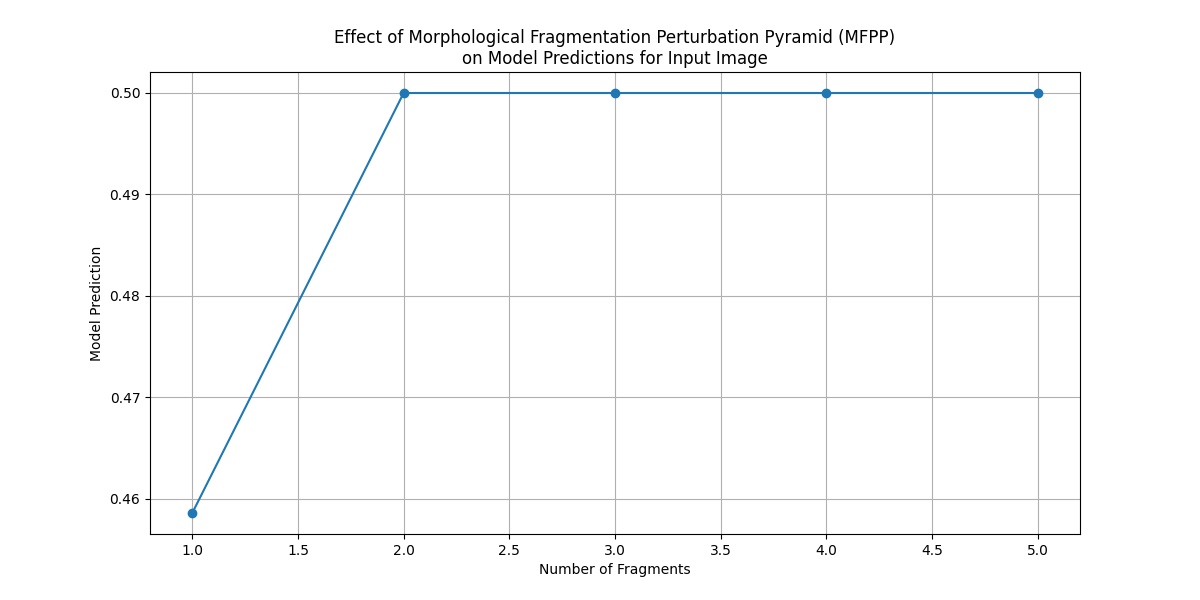 Effect of Morphological Fragmentation Perturbation Pyramid (MFPP)
on Model Predictions for Input Image
0.50
0.49
0.48
0.47
0.46
Model Prediction
1.0 1.5 2.0 2.5 3.0 3.5 4.0 4.5 5.0
Number of Fragments